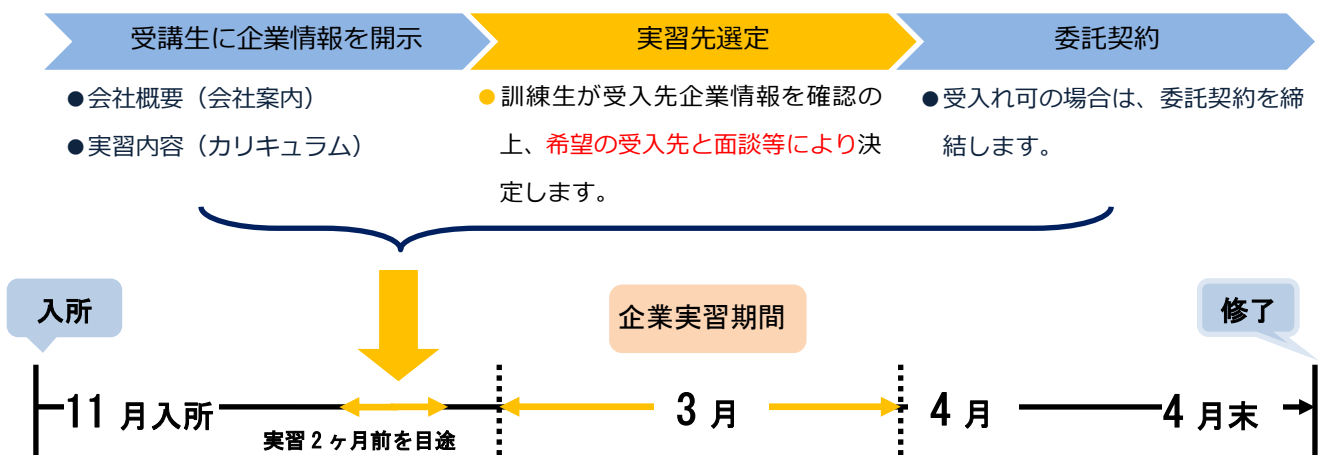 受講生に企業情報を開示
実習先選定
委託契約
●会社概要（会社案内）
●実習内容（カリキュラム）
●訓練生が受入先企業情報を確認の
上、希望の受入先と面談等により決
定します。
●受入れ可の場合は、委託契約を締
結します。
入所
企業実習期間
修了
11月入所
3月
4月
4月末
実習2ヶ月前を目途